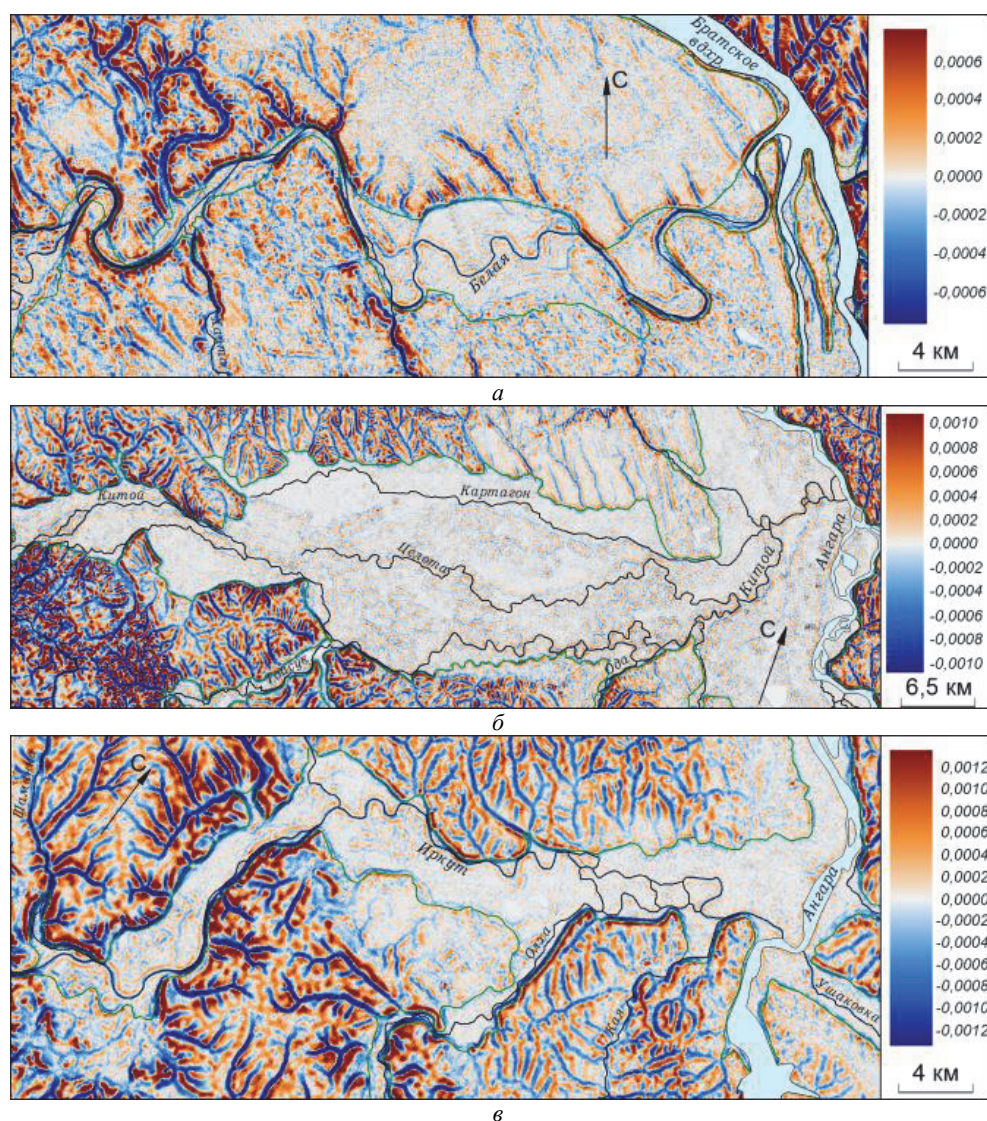 Братское
вдхр.
С
Белая
0,0006
0,0004
0,0002
0,0000
-0,0002
-0,0004
-0,0006
4 км
а
Китой
Картагон
Целота
Китой
Ангара
Ода
С
0,0010
0,0008
0,0006
0,0004
0,0002
0,0000
-0,0002
-0,0004
-0,0006
-0,0008
-0,0010
6,5 км
б
С
Иркут
Олха
Кая
Ангара
Ушаковка
0,0012
0,0010
0,0008
0,0006
0,0004
0,0002
0,0000
-0,0002
-0,0004
-0,0006
-0,0008
-0,0010
-0,0012
4 км
в